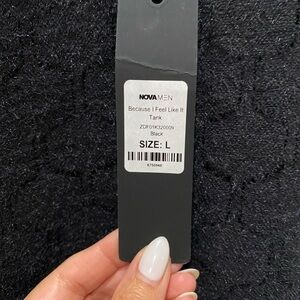 NOVAMEN
Because I Feel Like It
Tank
Black
SIZE: L